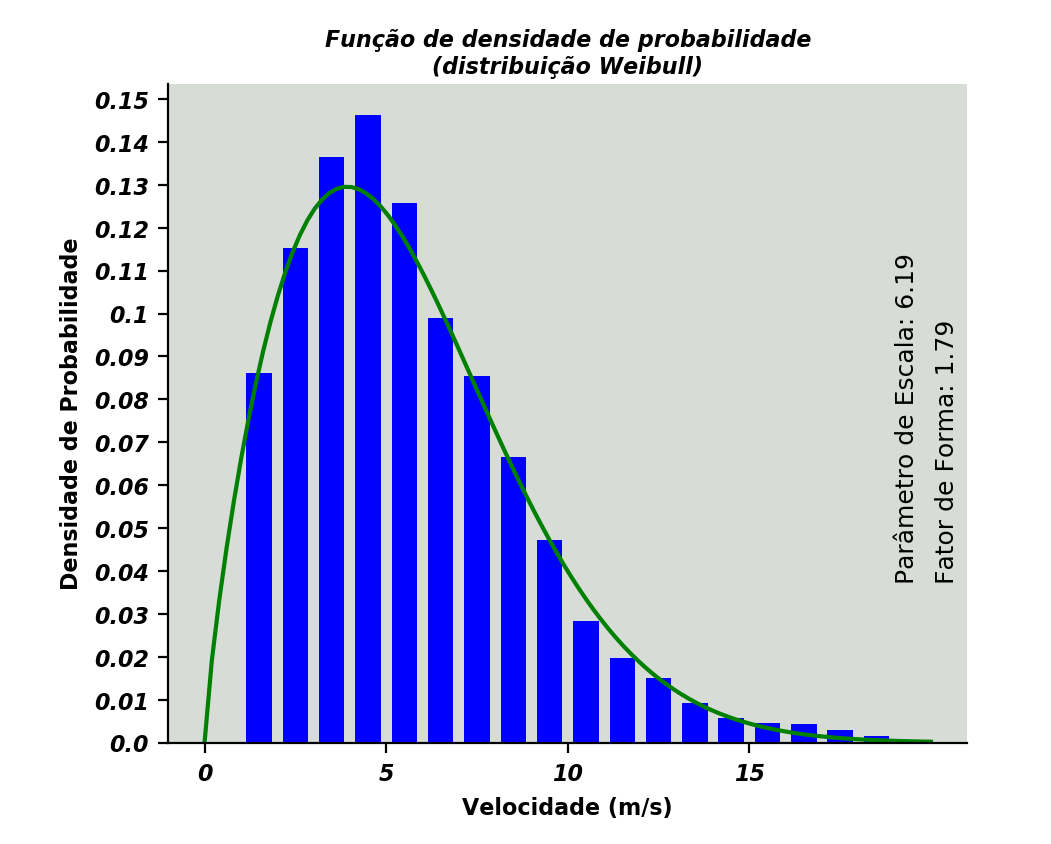 Função de densidade de probabilidade
(distribuição Weibull)
0.15
0.14
0.13
0.12
0.11
0.1
0.09
0.08
0.07
0.06
0.05
0.04
0.03
0.02
0.01
0.0
Densidade de Probabilidade
0 5 10 15
Velocidade (m/s)
Parâmetro de Escala: 6.19
Fator de Forma: 1.79